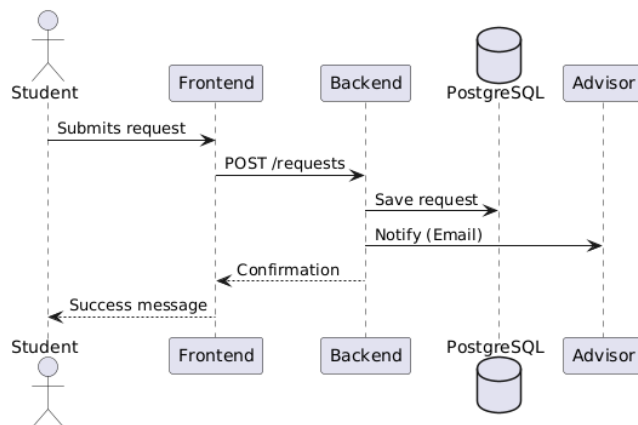 Student
Frontend
Backend
PostgreSQL
Advisor
Submits request
POST /requests
Save request
Notify (Email)
Confirmation
Success message
Student
Frontend
Backend
PostgreSQL
Advisor